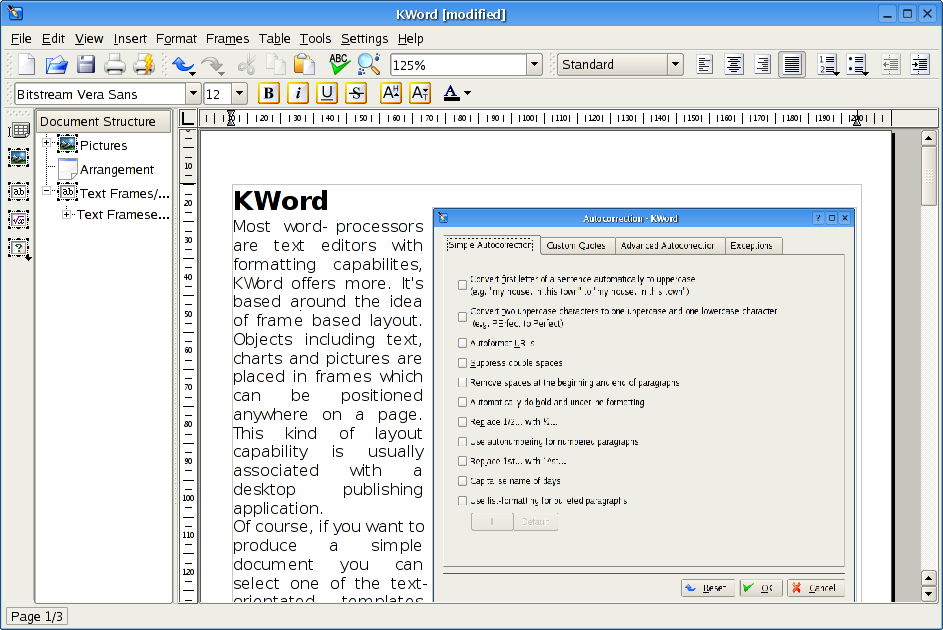 KWord [modified]
File Edit View Insert Format Frames Table Tools Settings Help
ABC 125% Standard
Bitstream Vera Sans 12 B i U S A
Document Structure
Pictures
Arrangement
Text Frames/...
Text Framese...
20 30 40 50 60 70 80 90 100 110 120 130 140 150 160 170 180 190
10
20
30
40
50
60
70
80
90
100
110
120
KWord
Most word- processors
are text editors with
formatting capabilites,
KWord offers more. It's
based around the idea
of frame based layout.
Objects including text,
charts and pictures are
placed in frames which
can be positioned
anywhere on a page.
This kind of layout
capability is usually
associated with a
desktop publishing
application.
Of course, if you want to
produce a simple
document you can
select one of the text-
orientated templates
Autocorrection - KWord
Simple Autocorrection Custom Quotes Advanced Autocorrection Exceptions
Convert first letter of a sentence automatically to uppercase
(e.g. "my house. in this town" to "my house. In this town")
Convert two uppercase characters to one uppercase and one lowercase character
(e.g. PErfect to Perfect)
Autoformat URLs
Suppress double spaces
Remove spaces at the beginning and end of paragraphs
Automatically do bold and underline formatting
Replace 1/2... with ½...
Use autonumbering for numbered paragraphs
Replace 1st... with 1^st...
Capitalise name of days
Use list-formatting for bulleted paragraphs
Default
Reset OK Cancel
Page 1/3